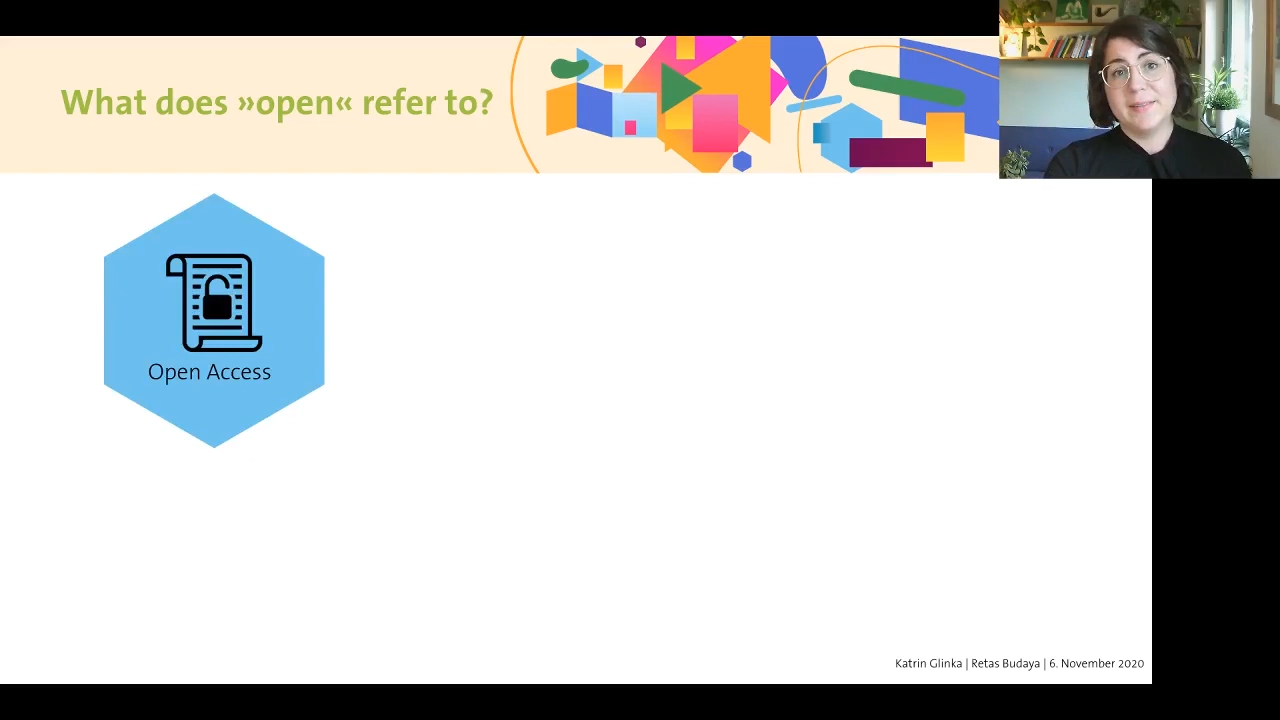 What does »open« refer to?
Open Access
Katrin Glinka | Retas Budaya | 6. November 2020